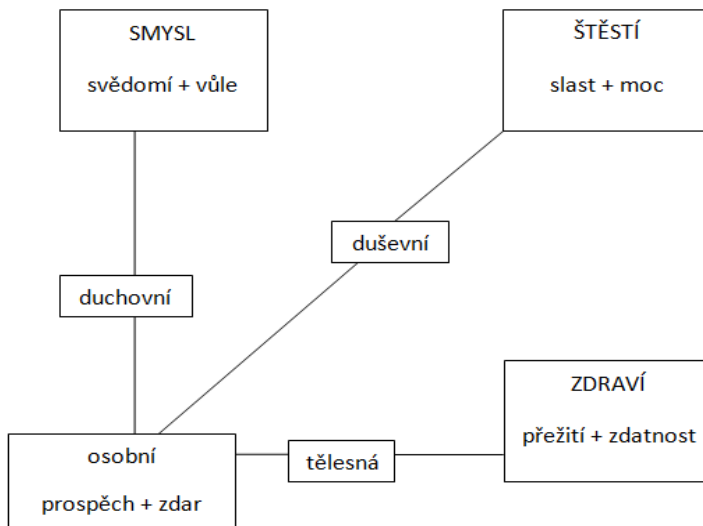 SMYSL
svědomí + vůle
ŠTĚSTÍ
slast + moc
duševní
duchovní
ZDRAVÍ
přežití + zdatnost
osobní
prospěch + zdar
tělesná